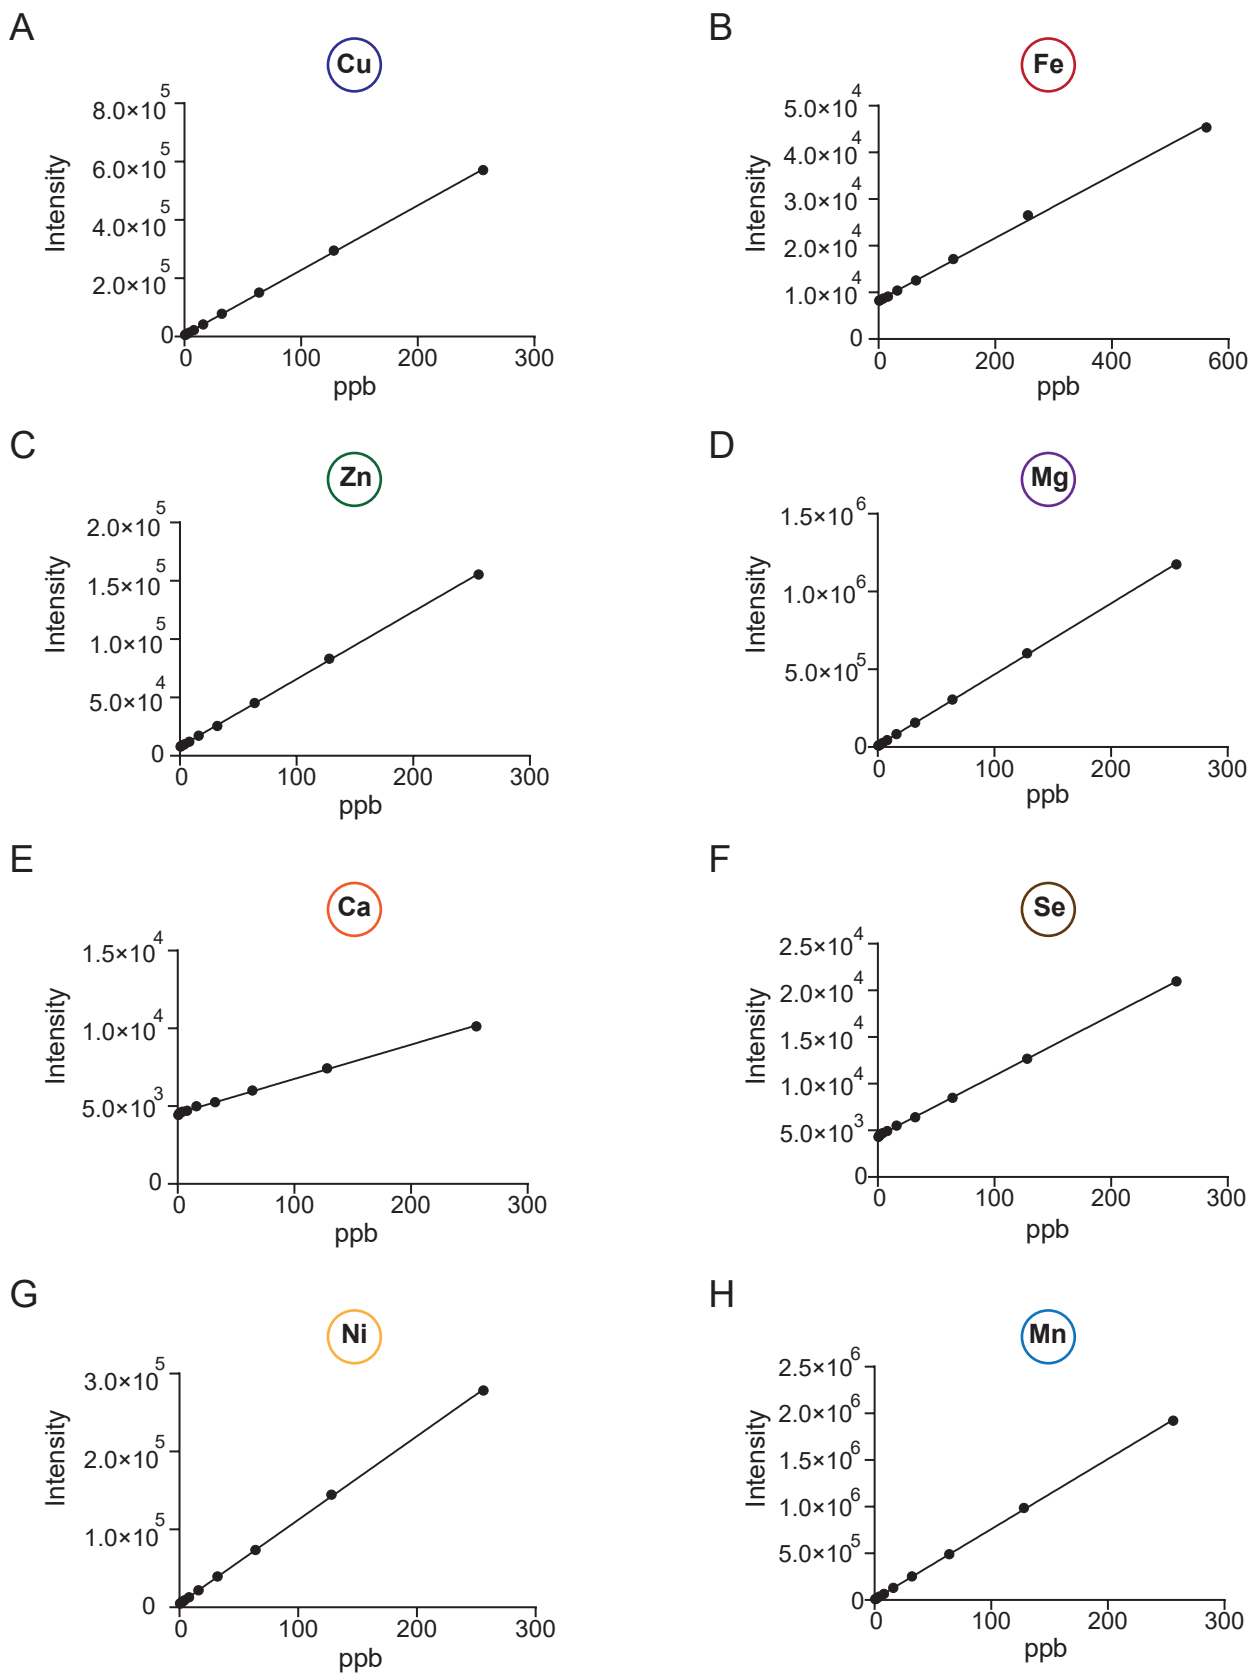 A
Cu
8.0×10^5
6.0×10^5
4.0×10^5
2.0×10^5
0
Intensity
0 100 200 300
ppb
B
Fe
5.0×10^4
4.0×10^4
3.0×10^4
2.0×10^4
1.0×10^4
0
Intensity
0 200 400 600
ppb
C
Zn
2.0×10^5
1.5×10^5
1.0×10^5
5.0×10^4
0
Intensity
0 100 200 300
ppb
D
Mg
1.5×10^6
1.0×10^6
5.0×10^5
0
Intensity
0 100 200 300
ppb
E
Ca
1.5×10^4
1.0×10^4
5.0×10^3
0
Intensity
0 100 200 300
ppb
F
Se
2.5×10^4
2.0×10^4
1.5×10^4
1.0×10^4
5.0×10^3
0
Intensity
0 100 200 300
ppb
G
Ni
3.0×10^5
2.0×10^5
1.0×10^5
0
Intensity
0 100 200 300
ppb
H
Mn
2.5×10^6
2.0×10^6
1.5×10^6
1.0×10^6
5.0×10^5
0
Intensity
0 100 200 300
ppb